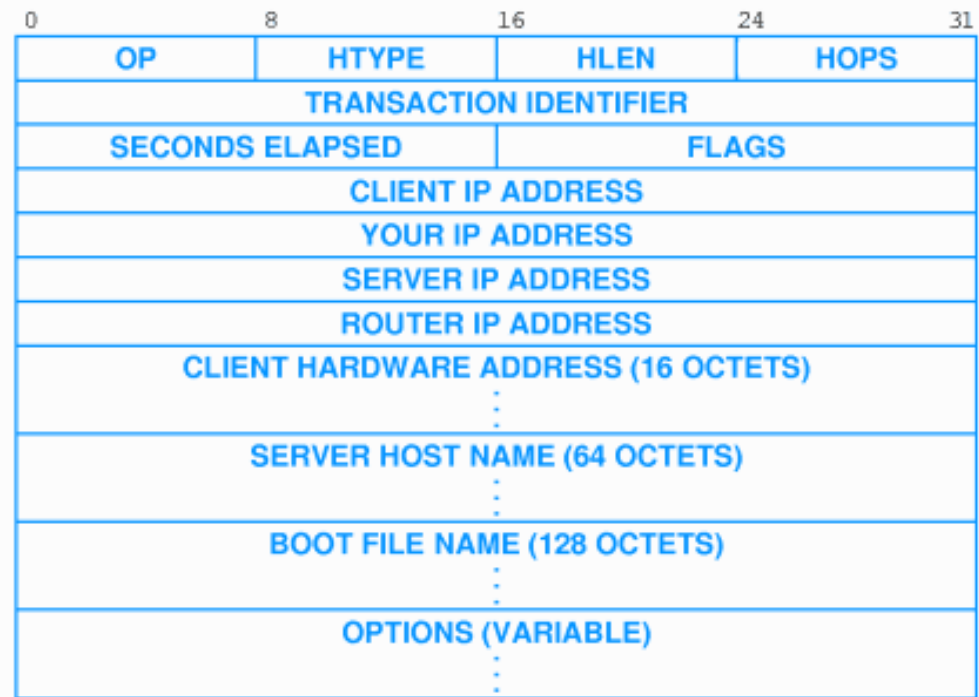 0 8 16 24 31
OP HTYPE HLEN HOPS
TRANSACTION IDENTIFIER
SECONDS ELAPSED FLAGS
CLIENT IP ADDRESS
YOUR IP ADDRESS
SERVER IP ADDRESS
ROUTER IP ADDRESS
CLIENT HARDWARE ADDRESS (16 OCTETS)
SERVER HOST NAME (64 OCTETS)
BOOT FILE NAME (128 OCTETS)
OPTIONS (VARIABLE)